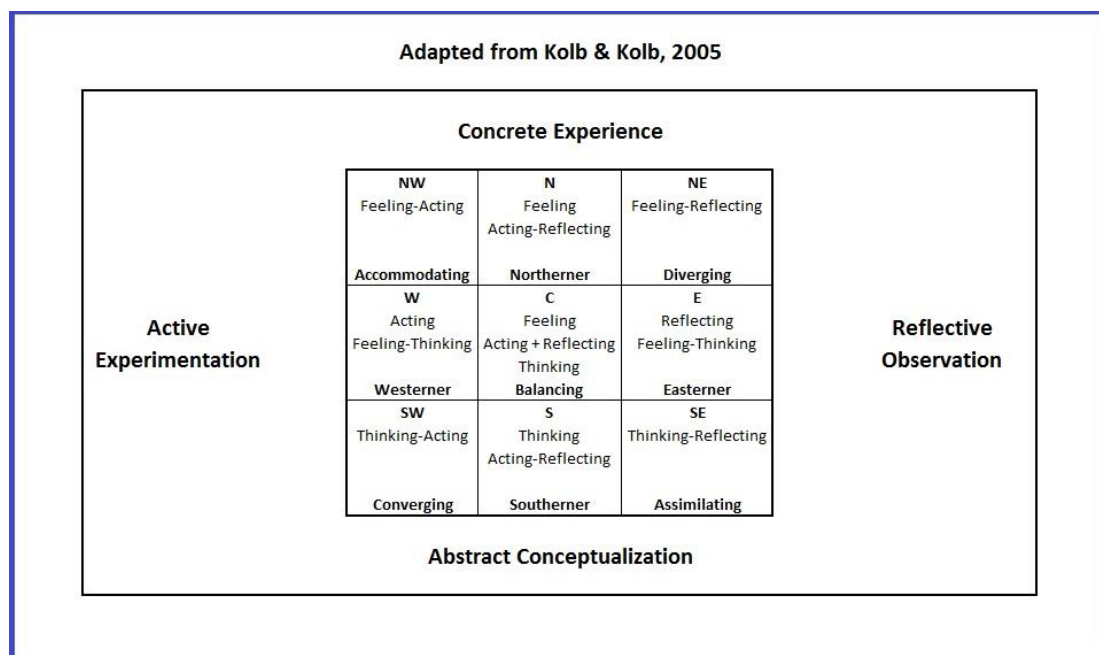 Adapted from Kolb & Kolb, 2005
Concrete Experience
NW
Feeling-Acting
Accommodating
N
Feeling
Acting-Reflecting
Northerner
NE
Feeling-Reflecting
Diverging
Active
Experimentation
W
Acting
Feeling-Thinking
Westerner
C
Feeling
Acting + Reflecting
Thinking
Balancing
E
Reflecting
Feeling-Thinking
Easterner
Reflective
Observation
SW
Thinking-Acting
Converging
S
Thinking
Acting-Reflecting
Southerner
SE
Thinking-Reflecting
Assimilating
Abstract Conceptualization